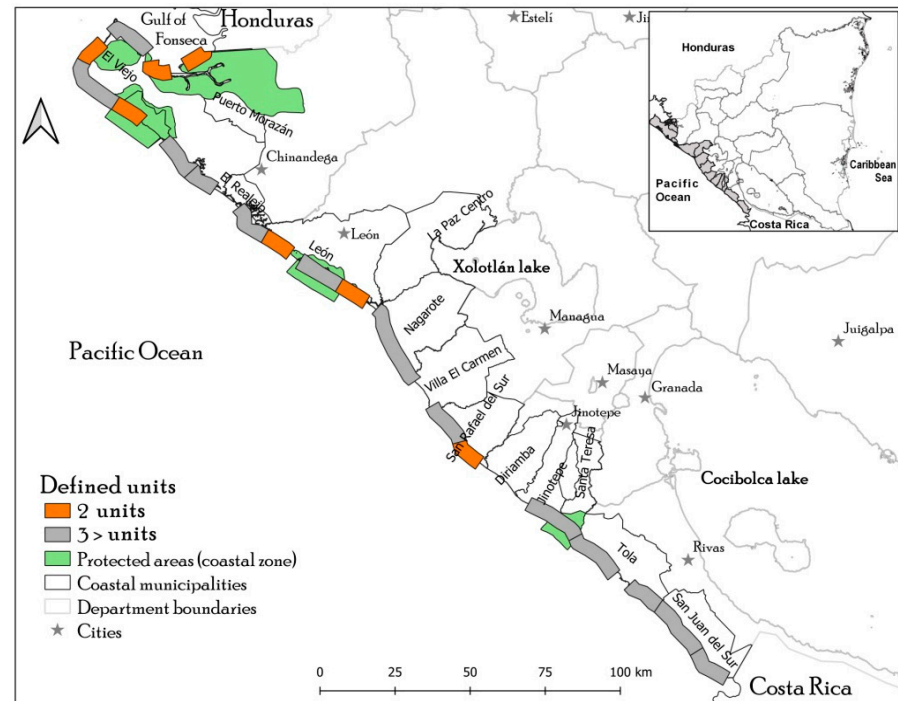 Gulf of
Fonseca
Honduras
Estelí
El Viejo
Puerto Morazán
Chinandega
El Realejo
León
León
La Paz Centro
Xolotlán lake
Nagarote
Managua
Villa El Carmen
Masaya
Granada
Juigalpa
San Rafael del Sur
Jinotepe
Diriamba
Jinotepe
Santa Teresa
Cocibolca lake
Rivas
Tola
San Juan del Sur
Costa Rica
Pacific Ocean
Honduras
Caribbean
Sea
Pacific
Ocean
Costa Rica
Defined units
2 units
3 > units
Protected areas (coastal zone)
Coastal municipalities
Department boundaries
Cities
0 25 50 75 100 km